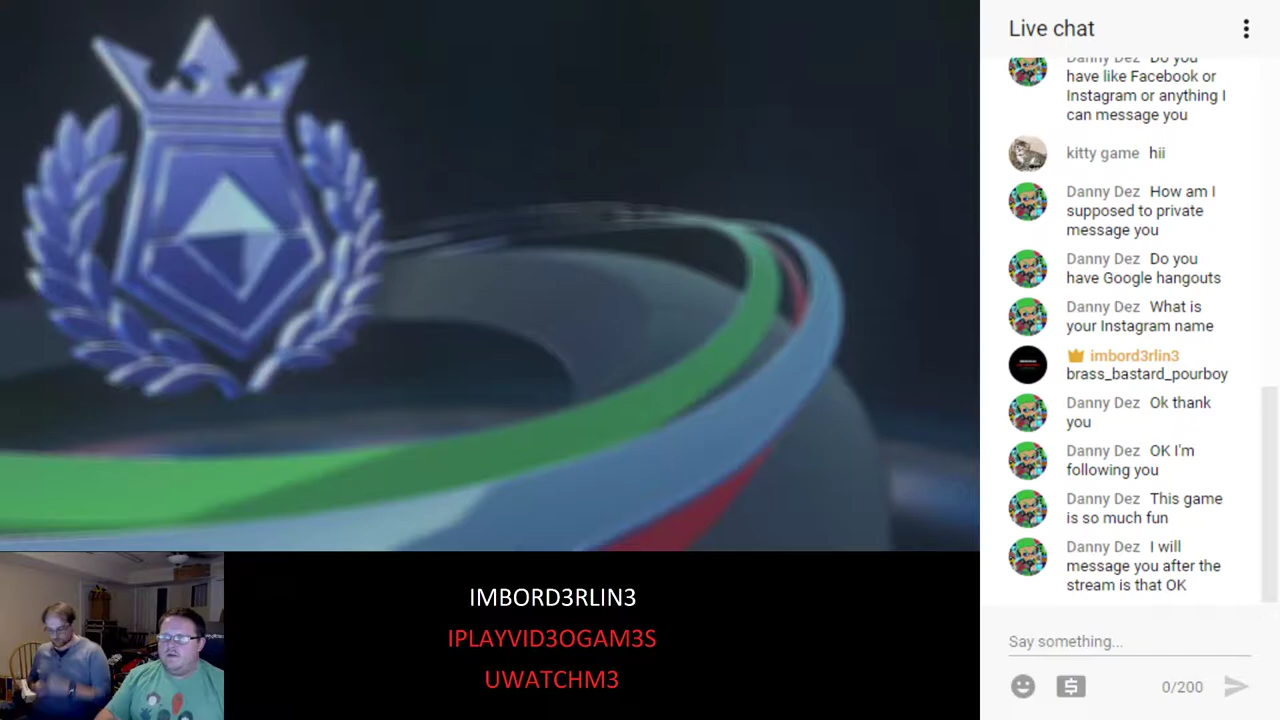 Live chat
Danny Dez Do you
have like Facebook or
Instagram or anything I
can message you
kitty game hii
Danny Dez How am I
supposed to private
message you
Danny Dez Do you
have Google hangouts
Danny Dez What is
your Instagram name
imbord3rlin3
brass_bastard_pourboy
Danny Dez Ok thank
you
Danny Dez OK I'm
following you
Danny Dez This game
is so much fun
Danny Dez I will
message you after the
stream is that OK
Say something...
0/200
IMBORD3RLIN3
IPLAYVID3OGAM3S
UWATCHM3